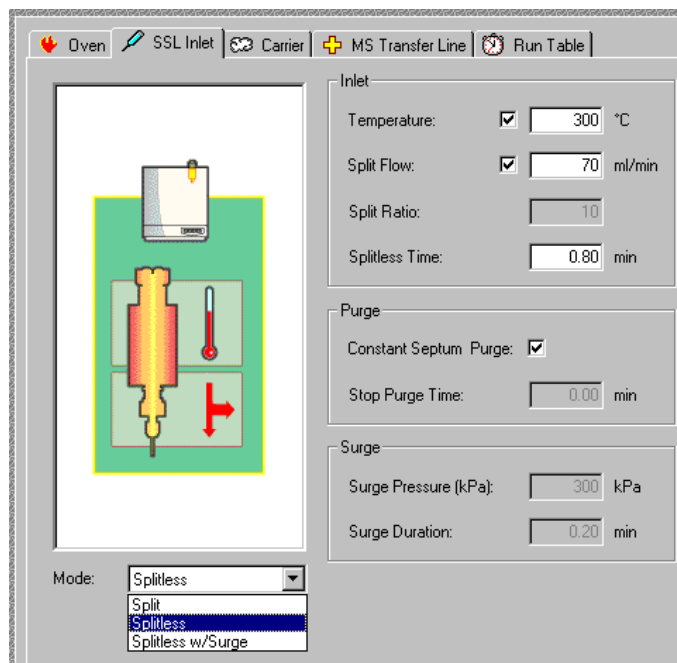 Oven SSL Inlet Carrier MS Transfer Line Run Table
Inlet
Temperature: 300 °C
Split Flow: 70 ml/min
Split Ratio: 10
Splitless Time: 0.80 min
Purge
Constant Septum Purge:
Stop Purge Time: 0.00 min
Surge
Surge Pressure (kPa): 300 kPa
Surge Duration: 0.20 min
Mode: Splitless
Split
Splitless
Splitless w/Surge